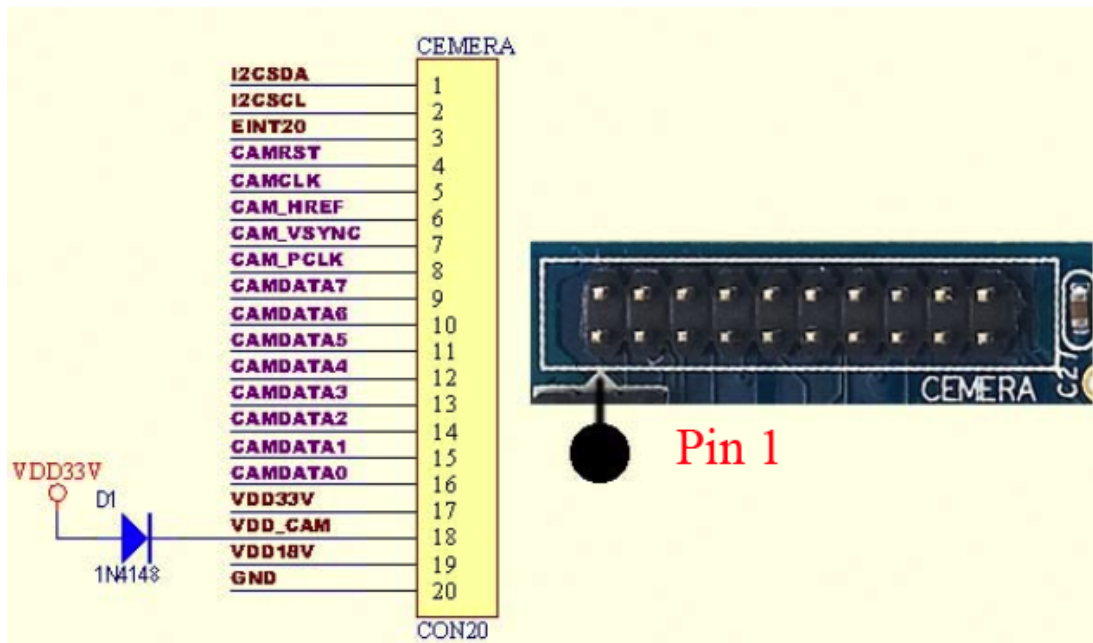 CEMERA
I2CSDA
1
I2CSCL
2
EINT20
3
CAMRST
4
CAMCLK
5
CAM_HREF
6
CAM_VSYNC
7
CAM_PCLK
8
CAMDATA7
9
CAMDATA6
10
CAMDATA5
11
CAMDATA4
12
CAMDATA3
13
CAMDATA2
14
CAMDATA1
15
CAMDATA0
16
VDD33V
17
VDD_CAM
18
VDD18V
19
GND
20
CON20
VDD33V
D1
1N4148
CEMERA
C27
Pin 1